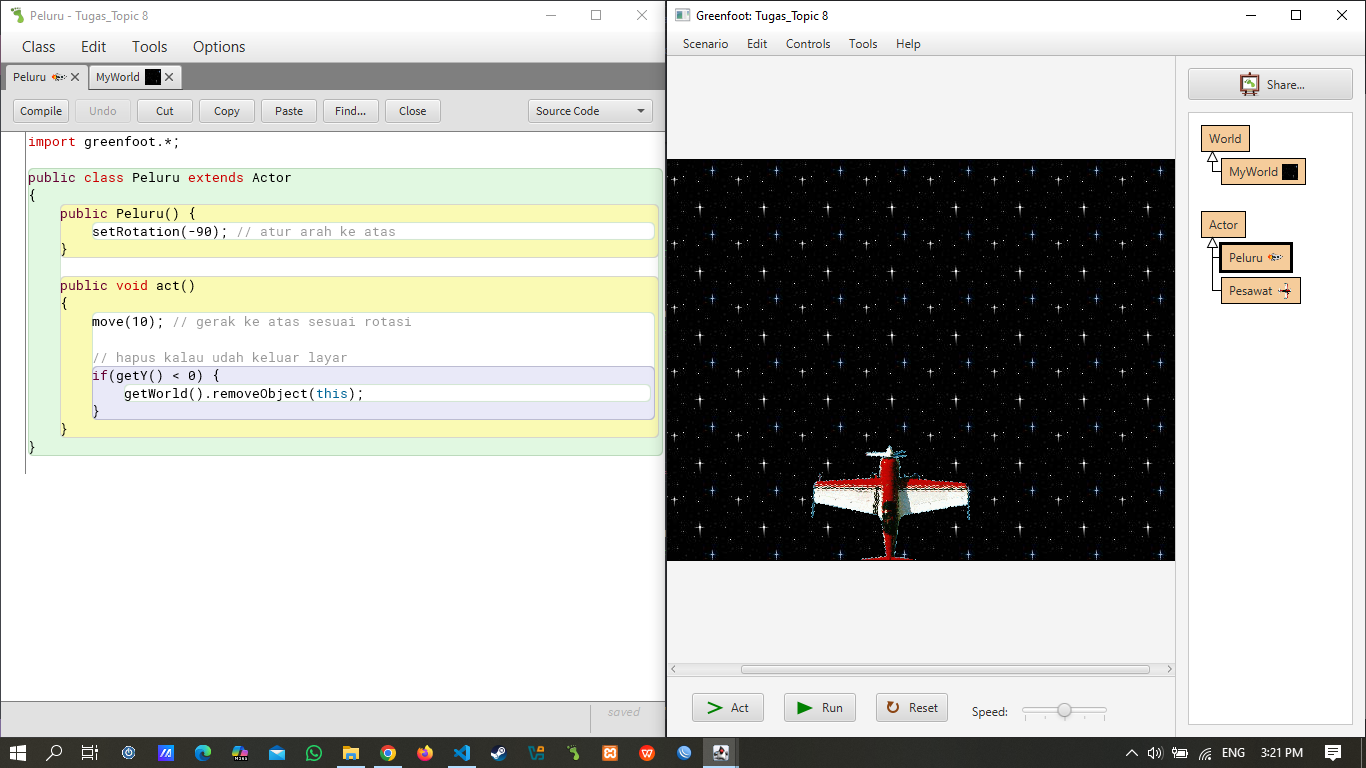 Peluru - Tugas_Topic 8
Class Edit Tools Options
Peluru MyWorld
Compile Undo Cut Copy Paste Find... Close Source Code
import greenfoot.*;
public class Peluru extends Actor
{
public Peluru() {
setRotation(-90); // atur arah ke atas
}
public void act()
{
move(10); // gerak ke atas sesuai rotasi
// hapus kalau udah keluar layar
if(getY() < 0) {
getWorld().removeObject(this);
}
}
}
saved
Greenfoot: Tugas_Topic 8
Scenario Edit Controls Tools Help
Share...
World
MyWorld
Actor
Peluru
Pesawat
Act Run Reset Speed:
ENG 3:21 PM